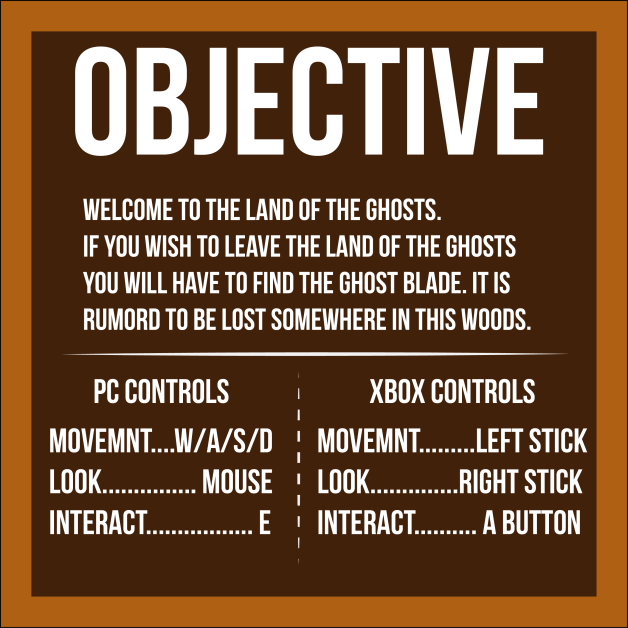 OBJECTIVE
WELCOME TO THE LAND OF THE GHOSTS.
IF YOU WISH TO LEAVE THE LAND OF THE GHOSTS
YOU WILL HAVE TO FIND THE GHOST BLADE. IT IS
RUMORD TO BE LOST SOMEWHERE IN THIS WOODS.
PC CONTROLS
MOVEMNT....W/A/S/D
LOOK............... MOUSE
INTERACT................. E
XBOX CONTROLS
MOVEMNT.........LEFT STICK
LOOK..............RIGHT STICK
INTERACT.......... A BUTTON